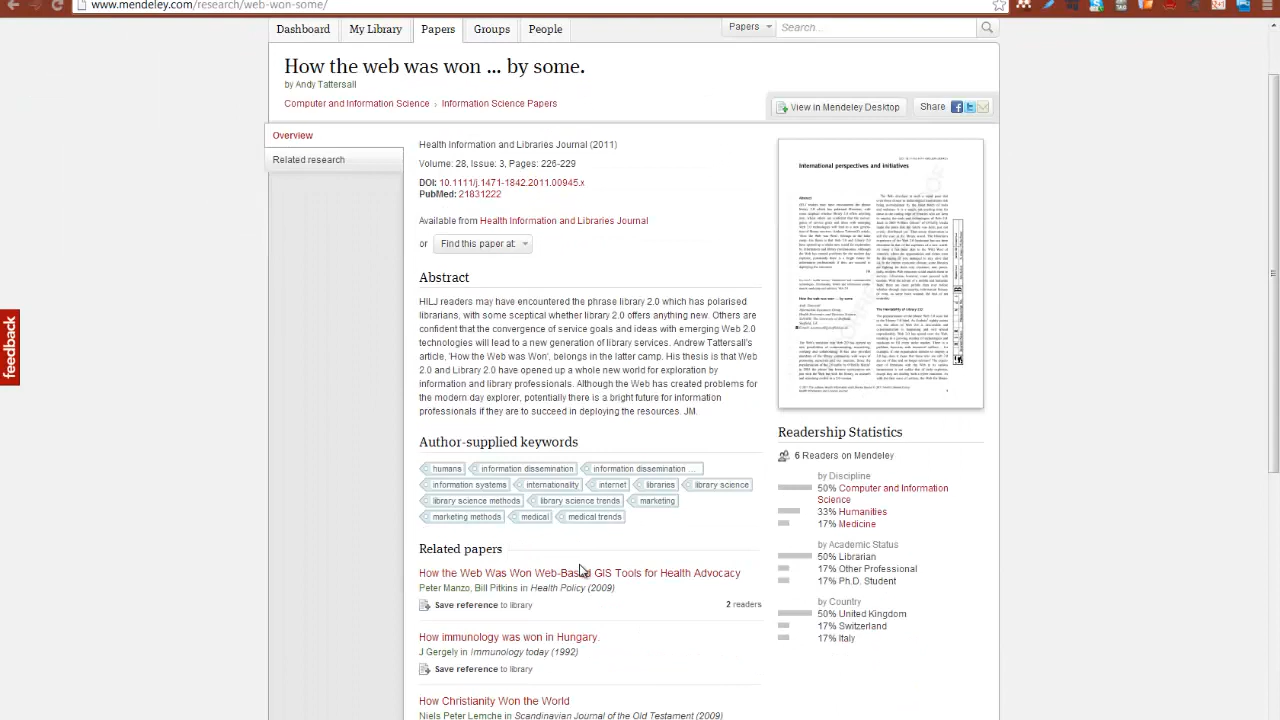 www.mendeley.com/research/web-won-some/
Dashboard
My Library
Papers
Groups
People
Papers
Search...
How the web was won ... by some.
by Andy Tattersall
Computer and Information Science › Information Science Papers
View in Mendeley Desktop
Share
Overview
Related research
Health Information and Libraries Journal (2011)
Volume: 28, Issue: 3, Pages: 226-229
DOI: 10.1111/j.1471-1842.2011.00945.x
PubMed: 21831222
Available from Health Information and Libraries Journal
or Find this paper at:
Abstract
HILJ readers may have encountered the phrase library 2.0 which has polarised
librarians, with some sceptical whether library 2.0 is anything new. Others are
confident that the convergence of service goals and ideas with emerging Web 2.0
technologies will lead to a new generation of library services. Andrew Tattersall's
article, 'How the Web was Won', belongs in the latter camp. His thesis is that Web
2.0 and Library 2.0 have opened up a whole new world for exploration by
information and library professionals. Although the Web has created problems for
the modern day explorer, potentially there is a bright future for information
professionals if they are to succeed in deploying the resources. JM.
Author-supplied keywords
humans
information dissemination
information dissemination ...
information systems
internationality
internet
libraries
library science
library science methods
library science trends
marketing
marketing methods
medical
medical trends
Related papers
How the Web Was Won Web-Based GIS Tools for Health Advocacy
Peter Manzo, Bill Pitkins in Health Policy (2009)
Save reference to library
2 readers
How immunology was won in Hungary.
J Gergely in Immunology today (1992)
Save reference to library
How Christianity Won the World
Niels Peter Lemche in Scandinavian Journal of the Old Testament (2009)
International perspectives and initiatives
Readership Statistics
6 Readers on Mendeley
by Discipline
50% Computer and Information
Science
33% Humanities
17% Medicine
by Academic Status
50% Librarian
17% Other Professional
17% Ph.D. Student
by Country
50% United Kingdom
17% Switzerland
17% Italy
feedback